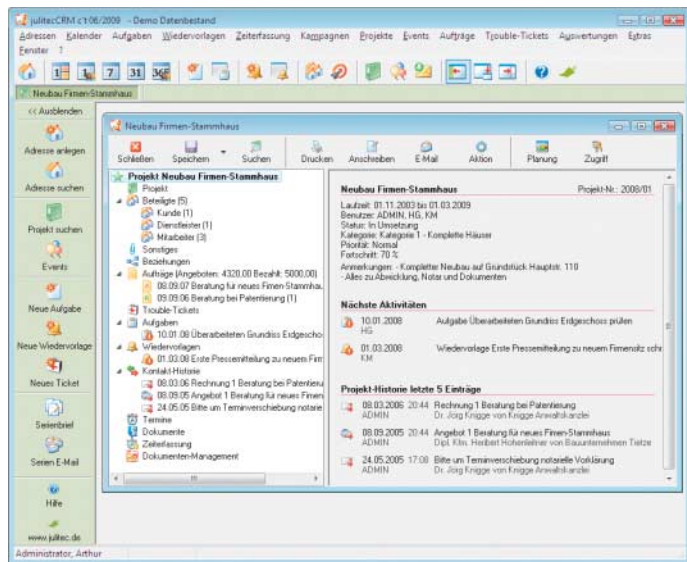 julitecCRM c't 06/2009 - Demo Datenbestand
Adressen Kalender Aufgaben Wiedervorlagen Zeiterfassung Kampagnen Projekte Events Aufträge Trouble-Tickets Auswertungen Extras
Fenster ?
7 31 365
Neubau Firmen-Stammhaus
<< Ausblenden
Adresse anlegen
Adresse suchen
Projekt suchen
Events
Neue Aufgabe
Neue Wiedervorlage
Neues Ticket
Serienbrief
Serien E-Mail
Hilfe
www.julitec.de
Neubau Firmen-Stammhaus
Schließen Speichern Suchen Drucken Anschreiben E-Mail Aktion Planung Zugriff
Projekt Neubau Firmen-Stammhaus
Projekt
Beteiligte (5)
Kunde (1)
Dienstleister (1)
Mitarbeiter (3)
Sonstiges
Beziehungen
Aufträge (Angeboten: 4320,00 Bezahlt: 5000,00)
08.09.07 Beratung für neues Firmen-Stammhau
09.09.06 Beratung bei Patentierung (1)
Trouble-Tickets
Aufgaben
10.01.08 Überarbeiteten Grundriss Erdgescho
Wiedervorlagen
01.03.08 Erste Pressemitteilung zu neuem Firm
Kontakt-Historie
08.03.06 Rechnung 1 Beratung bei Patentieru
08.09.05 Angebot 1 Beratung für neues Firmen
24.05.05 Bitte um Terminverschiebung notarie
Termine
Dokumente
Zeiterfassung
Dokumenten-Management
Neubau Firmen-Stammhaus Projekt-Nr.: 2008/01
Laufzeit: 01.11.2003 bis 01.03.2009
Benutzer: ADMIN, HG, KM
Status: In Umsetzung
Kategorie: Kategorie 1 - Komplette Häuser
Priorität: Normal
Fortschritt: 70 %
Anmerkungen: - Kompletter Neubau auf Grundstück Hauptstr. 110
- Alles zu Abwicklung, Notar und Dokumenten
Nächste Aktivitäten
10.01.2008 Aufgabe Überarbeiteten Grundriss Erdgeschoss prüfen
HG
01.03.2008 Wiedervorlage Erste Pressemitteilung zu neuem Firmensitz schr
KM
Projekt-Historie letzte 5 Einträge
08.03.2006 20:44 Rechnung 1 Beratung bei Patentierung
ADMIN Dr. Jörg Knigge von Knigge Anwaltskanzlei
08.09.2005 20:44 Angebot 1 Beratung für neues Firmen-Stammhaus
ADMIN Dipl. Kfm. Herbert Hohenleitner von Bauunternehmen Tietze
24.05.2005 17:00 Bitte um Terminverschiebung notarielle Vorklärung
ADMIN Dr. Jörg Knigge von Knigge Anwaltskanzlei
Administrator, Arthur